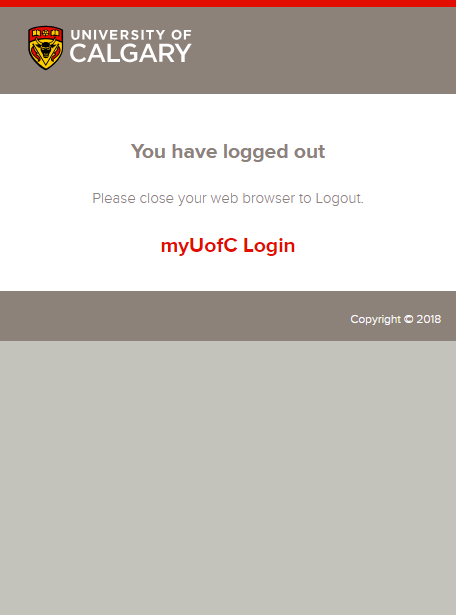 UNIVERSITY OF
CALGARY
You have logged out
Please close your web browser to Logout.
myUofC Login
Copyright © 2018